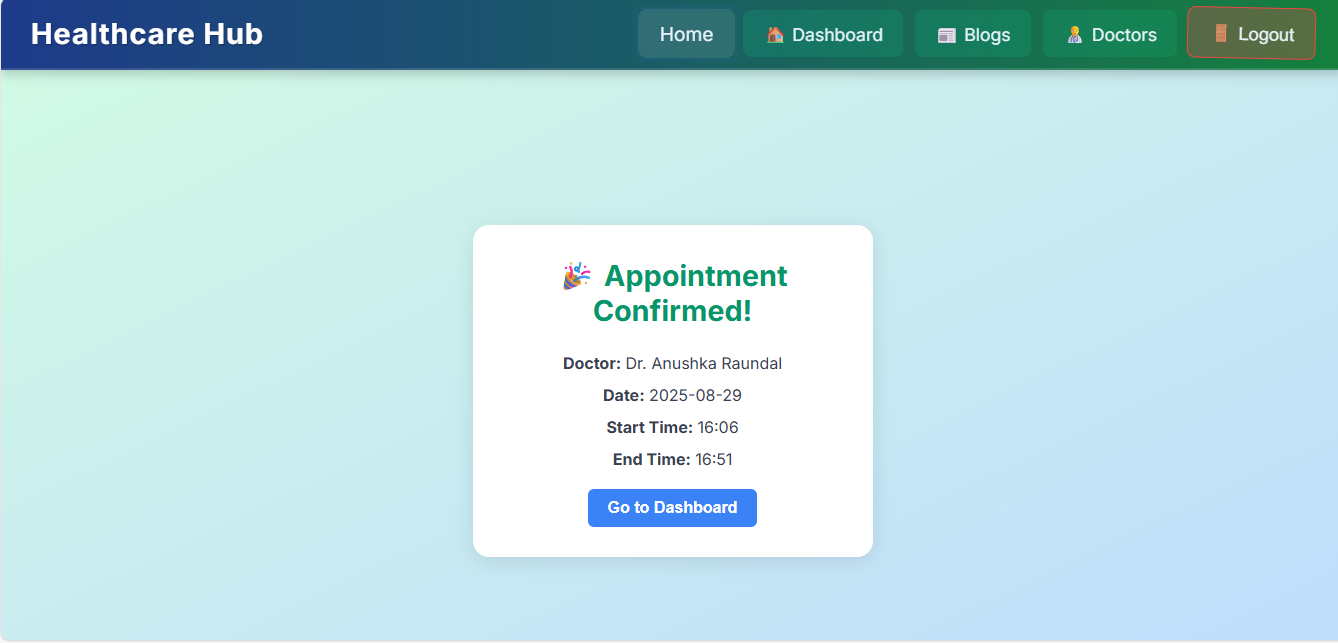 Healthcare Hub
Home
Dashboard
Blogs
Doctors
Logout
Appointment
Confirmed!
Doctor: Dr. Anushka Raundal
Date: 2025-08-29
Start Time: 16:06
End Time: 16:51
Go to Dashboard